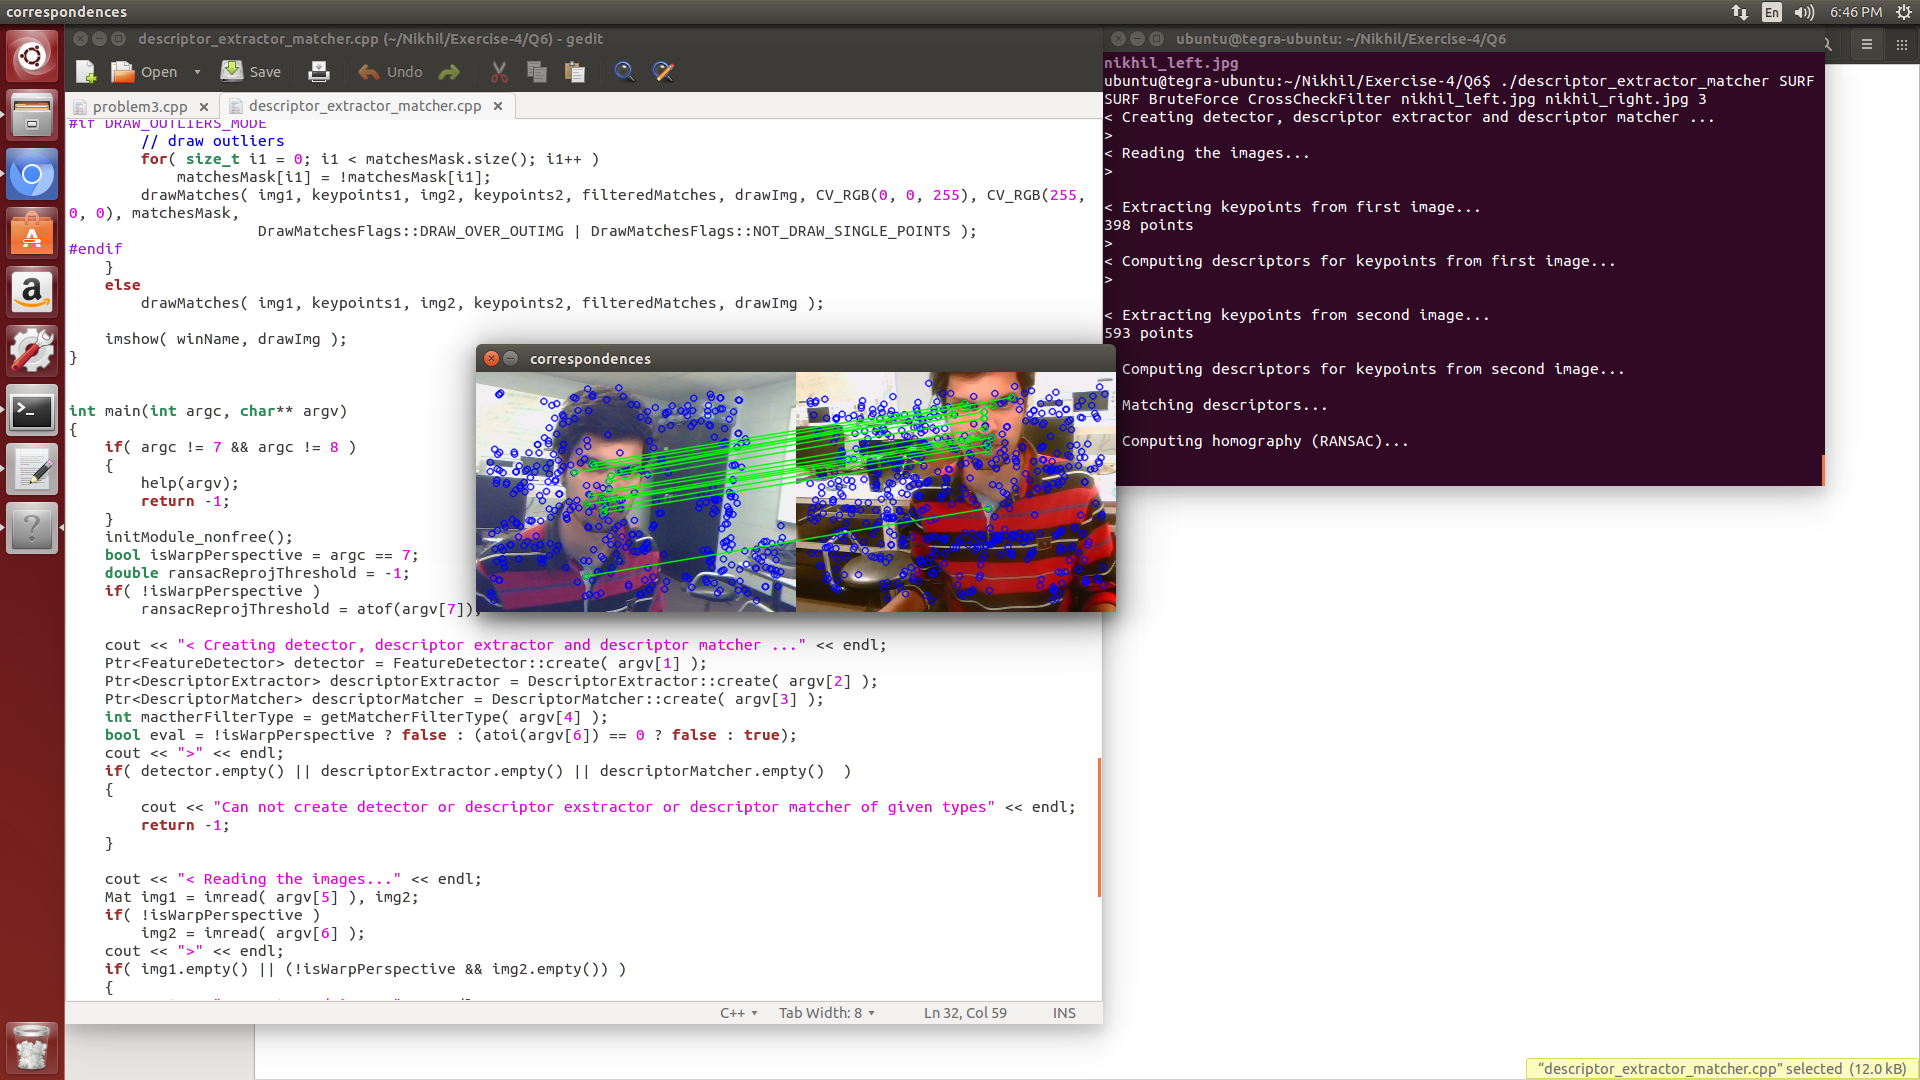 correspondences
En
6:46 PM
descriptor_extractor_matcher.cpp (~/Nikhil/Exercise-4/Q6) - gedit
Open
Save
Undo
problem3.cpp
descriptor_extractor_matcher.cpp
#if DRAW_OUTLIERS_MODE
// draw outliers
for( size_t i1 = 0; i1 < matchesMask.size(); i1++ )
matchesMask[i1] = !matchesMask[i1];
drawMatches( img1, keypoints1, img2, keypoints2, filteredMatches, drawImg, CV_RGB(0, 0, 255), CV_RGB(255,
0, 0), matchesMask,
DrawMatchesFlags::DRAW_OVER_OUTIMG | DrawMatchesFlags::NOT_DRAW_SINGLE_POINTS );
#endif
}
else
drawMatches( img1, keypoints1, img2, keypoints2, filteredMatches, drawImg );
imshow( winName, drawImg );
}
int main(int argc, char** argv)
{
if( argc != 7 && argc != 8 )
{
help(argv);
return -1;
}
initModule_nonfree();
bool isWarpPerspective = argc == 7;
double ransacReprojThreshold = -1;
if( !isWarpPerspective )
ransacReprojThreshold = atof(argv[7]);
cout << "< Creating detector, descriptor extractor and descriptor matcher ..." << endl;
Ptr<FeatureDetector> detector = FeatureDetector::create( argv[1] );
Ptr<DescriptorExtractor> descriptorExtractor = DescriptorExtractor::create( argv[2] );
Ptr<DescriptorMatcher> descriptorMatcher = DescriptorMatcher::create( argv[3] );
int mactherFilterType = getMatcherFilterType( argv[4] );
bool eval = !isWarpPerspective ? false : (atoi(argv[6]) == 0 ? false : true);
cout << ">" << endl;
if( detector.empty() || descriptorExtractor.empty() || descriptorMatcher.empty()  )
{
cout << "Can not create detector or descriptor exstractor or descriptor matcher of given types" << endl;
return -1;
}
cout << "< Reading the images..." << endl;
Mat img1 = imread( argv[5] ), img2;
if( !isWarpPerspective )
img2 = imread( argv[6] );
cout << ">" << endl;
if( img1.empty() || (!isWarpPerspective && img2.empty()) )
{
C++
Tab Width: 8
Ln 32, Col 59
INS
correspondences
ubuntu@tegra-ubuntu: ~/Nikhil/Exercise-4/Q6
nikhil_left.jpg
ubuntu@tegra-ubuntu:~/Nikhil/Exercise-4/Q6$ ./descriptor_extractor_matcher SURF
SURF BruteForce CrossCheckFilter nikhil_left.jpg nikhil_right.jpg 3
< Creating detector, descriptor extractor and descriptor matcher ...
>
< Reading the images...
>
< Extracting keypoints from first image...
398 points
>
< Computing descriptors for keypoints from first image...
>
< Extracting keypoints from second image...
593 points
Computing descriptors for keypoints from second image...
Matching descriptors...
Computing homography (RANSAC)...
"descriptor_extractor_matcher.cpp" selected (12.0 kB)